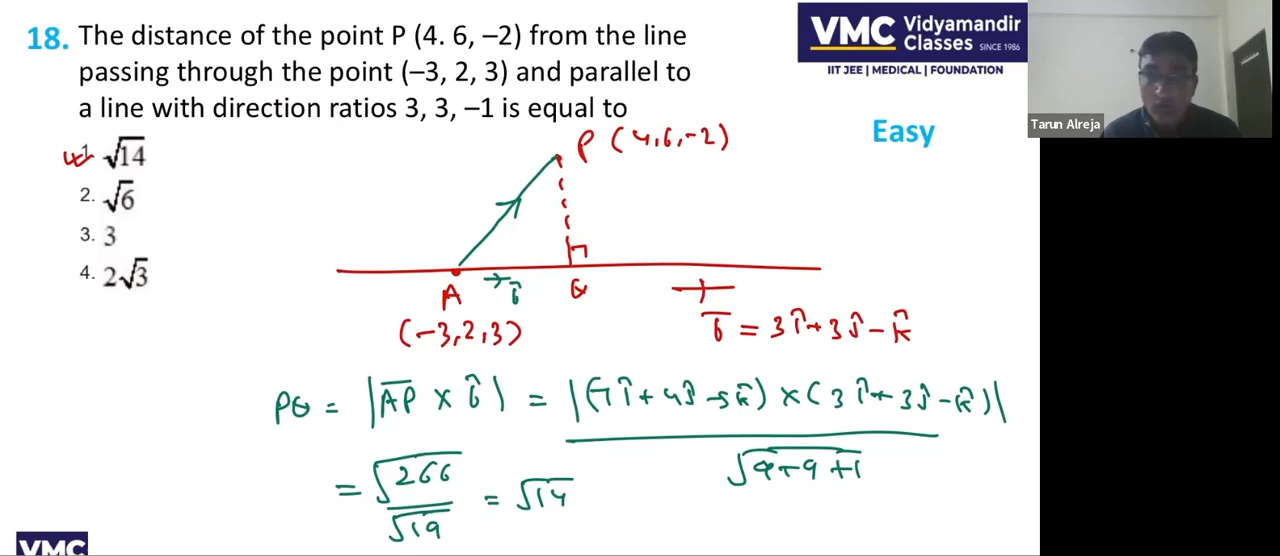 18. The distance of the point P (4. 6, –2) from the line
passing through the point (–3, 2, 3) and parallel to
a line with direction ratios 3, 3, –1 is equal to
1. √14
2. √6
3. 3
4. 2√3
VMC Vidyamandir Classes SINCE 1986
IIT JEE | MEDICAL | FOUNDATION
Tarun Alreja
Easy
P (4,6,-2)
A b Q
(-3,2,3)
b = 3î+3ĵ-k̂
PQ = |AP × b̂| = |(7î+4ĵ-5k̂) × (3î+3ĵ-k̂)|
√9+9+1
= √266 / √19 = √14
VMC